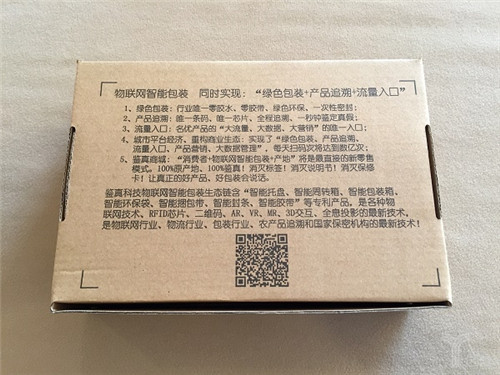 物联网智能包装 同时实现：“绿色包装+产品追溯+流量入口”
1、绿色包装：行业唯一零胶水、零胶带、绿色环保、一次性密封；
2、产品追溯：唯一条码、唯一芯片、全程追溯、一秒钟鉴定真假；
3、流量入口：名优产品的“大流量、大数据、大营销”的唯一入口；
4、城市平台经济，重构商业生态：实现了“绿色包装、产品追溯、
流量入口、产品营销、大数据管理”，每天扫码次将达到数亿次；
5、鉴真商城：“消费者+物联网智能包装+产地”将是最直接的新零售
模式。100%原产地、100%鉴真！消灭标签！消灭说明书！消灭保修
卡！让真正的好产品、好包装会说话。
鉴真科技物联网智能包装生态链含“智能托盘、智能周转箱、智能包装箱、
智能环保袋、智能捆包带、智能封条、智能胶带”等专利产品，是各种物
联网技术、RFID芯片、二维码、AR、VR、MR、3D交互、全息投影的最新技术，
是物联网行业、物流行业、包装行业、农产品追溯和国家保密机构的最新技术！